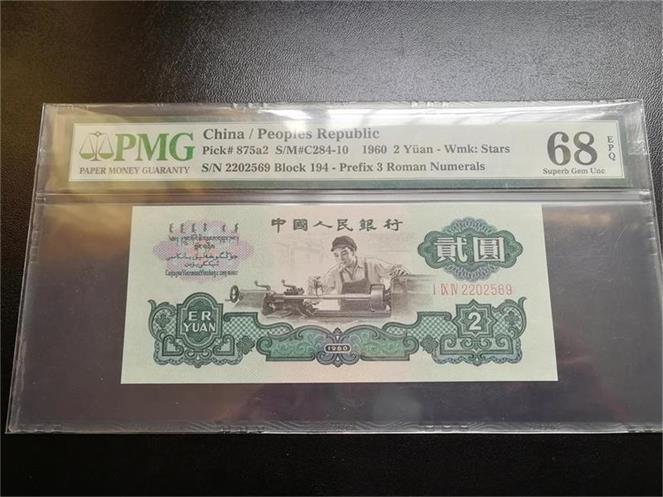 PMG
PAPER MONEY GUARANTY
China / Peoples Republic
Pick# 875a2 S/M#C284-10 1960 2 Yüan - Wmk: Stars
S/N 2202569 Block 194 - Prefix 3 Roman Numerals
68
EPQ
Superb Gem Unc
中國人民銀行
貳圓
I IX IV 2202569
ER
YUAN
2
1960